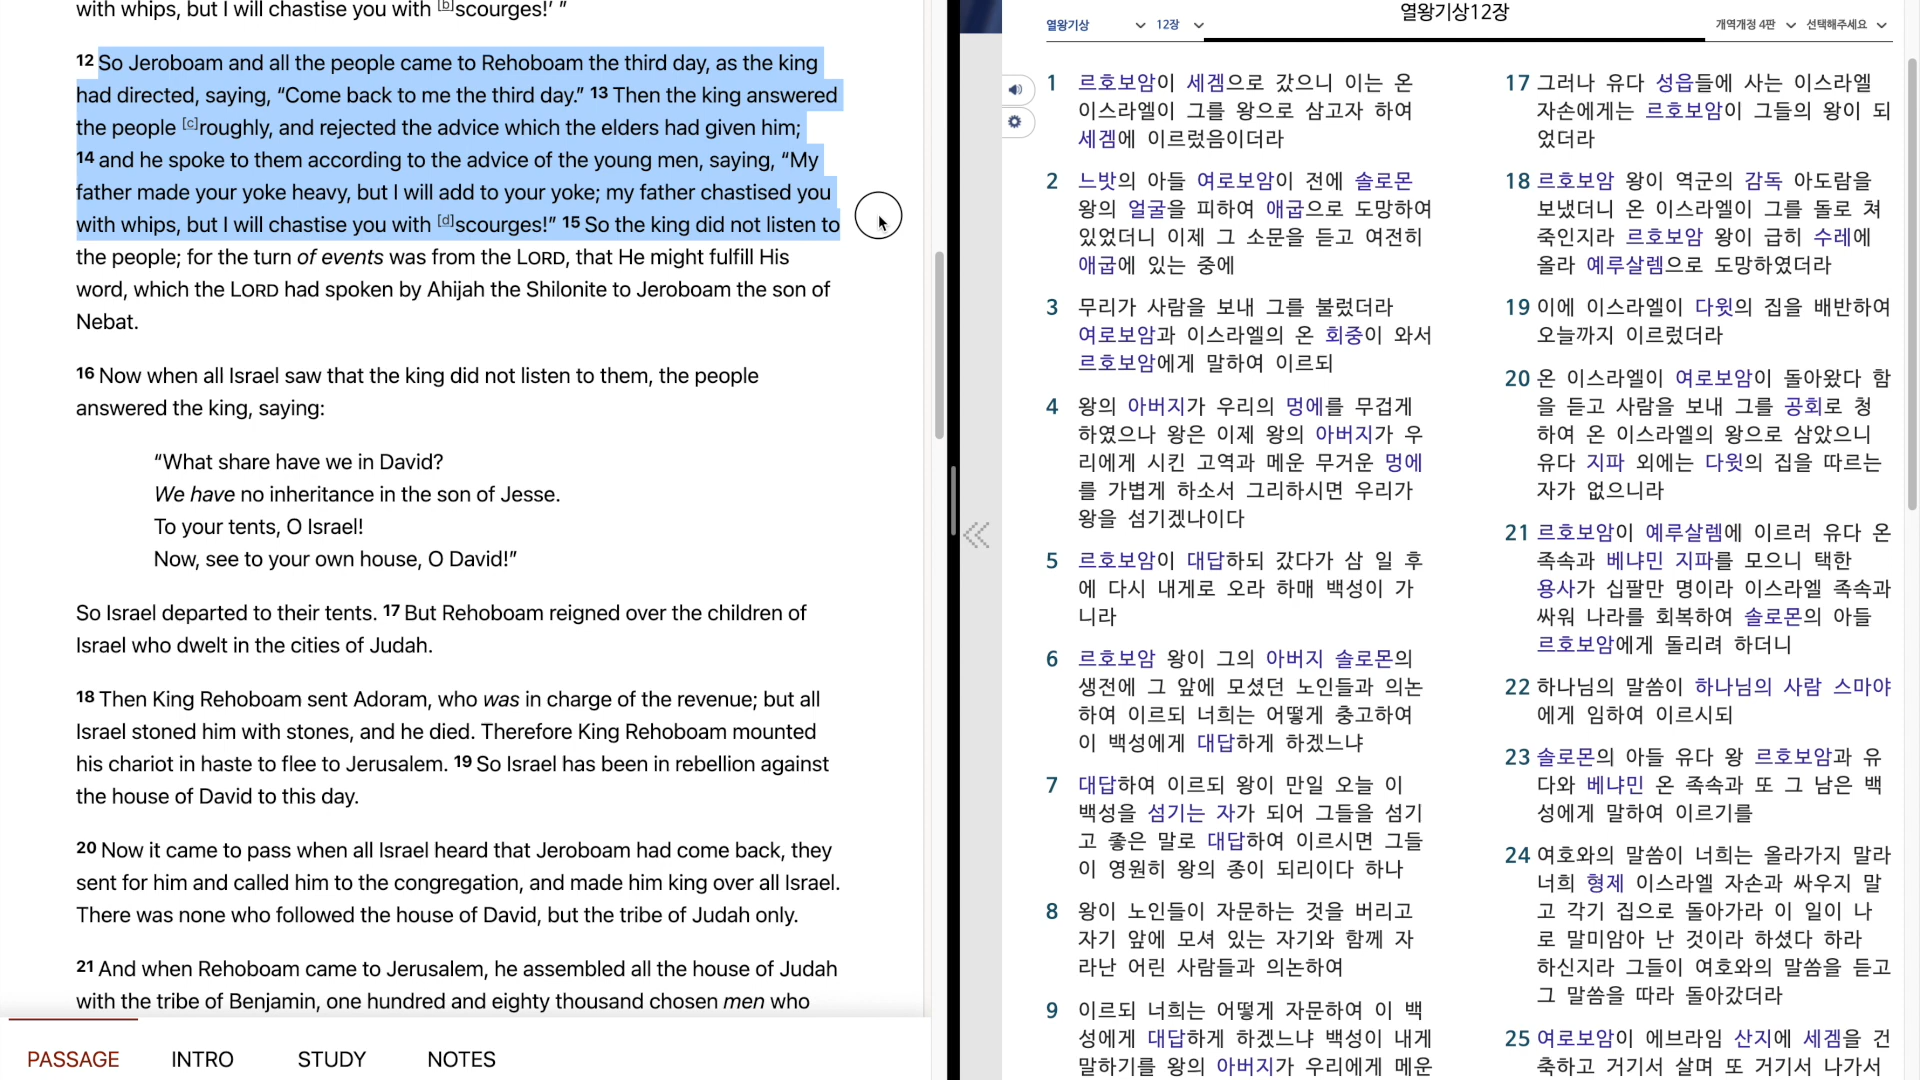 with whips, but I will chastise you with [b]scourges!’ ”
12 So Jeroboam and all the people came to Rehoboam the third day, as the king
had directed, saying, “Come back to me the third day.” 13 Then the king answered
the people [c]roughly, and rejected the advice which the elders had given him;
14 and he spoke to them according to the advice of the young men, saying, “My
father made your yoke heavy, but I will add to your yoke; my father chastised you
with whips, but I will chastise you with [d]scourges!” 15 So the king did not listen to
the people; for the turn of events was from the LORD, that He might fulfill His
word, which the LORD had spoken by Ahijah the Shilonite to Jeroboam the son of
Nebat.
16 Now when all Israel saw that the king did not listen to them, the people
answered the king, saying:
“What share have we in David?
We have no inheritance in the son of Jesse.
To your tents, O Israel!
Now, see to your own house, O David!”
So Israel departed to their tents. 17 But Rehoboam reigned over the children of
Israel who dwelt in the cities of Judah.
18 Then King Rehoboam sent Adoram, who was in charge of the revenue; but all
Israel stoned him with stones, and he died. Therefore King Rehoboam mounted
his chariot in haste to flee to Jerusalem. 19 So Israel has been in rebellion against
the house of David to this day.
20 Now it came to pass when all Israel heard that Jeroboam had come back, they
sent for him and called him to the congregation, and made him king over all Israel.
There was none who followed the house of David, but the tribe of Judah only.
21 And when Rehoboam came to Jerusalem, he assembled all the house of Judah
with the tribe of Benjamin, one hundred and eighty thousand chosen men who
PASSAGE INTRO STUDY NOTES
열왕기상 12장 열왕기상12장 개역개정 4판 선택해주세요
1 르호보암이 세겜으로 갔으니 이는 온
이스라엘이 그를 왕으로 삼고자 하여
세겜에 이르렀음이더라
2 느밧의 아들 여로보암이 전에 솔로몬
왕의 얼굴을 피하여 애굽으로 도망하여
있었더니 이제 그 소문을 듣고 여전히
애굽에 있는 중에
3 무리가 사람을 보내 그를 불렀더라
여로보암과 이스라엘의 온 회중이 와서
르호보암에게 말하여 이르되
4 왕의 아버지가 우리의 멍에를 무겁게
하였으나 왕은 이제 왕의 아버지가 우
리에게 시킨 고역과 메운 무거운 멍에
를 가볍게 하소서 그리하시면 우리가
왕을 섬기겠나이다
5 르호보암이 대답하되 갔다가 삼 일 후
에 다시 내게로 오라 하매 백성이 가
니라
6 르호보암 왕이 그의 아버지 솔로몬의
생전에 그 앞에 모셨던 노인들과 의논
하여 이르되 너희는 어떻게 충고하여
이 백성에게 대답하게 하겠느냐
7 대답하여 이르되 왕이 만일 오늘 이
백성을 섬기는 자가 되어 그들을 섬기
고 좋은 말로 대답하여 이르시면 그들
이 영원히 왕의 종이 되리이다 하나
8 왕이 노인들이 자문하는 것을 버리고
자기 앞에 모셔 있는 자기와 함께 자
라난 어린 사람들과 의논하여
9 이르되 너희는 어떻게 자문하여 이 백
성에게 대답하게 하겠느냐 백성이 내게
말하기를 왕의 아버지가 우리에게 메운
17 그러나 유다 성읍들에 사는 이스라엘
자손에게는 르호보암이 그들의 왕이 되
었더라
18 르호보암 왕이 역군의 감독 아도람을
보냈더니 온 이스라엘이 그를 돌로 쳐
죽인지라 르호보암 왕이 급히 수레에
올라 예루살렘으로 도망하였더라
19 이에 이스라엘이 다윗의 집을 배반하여
오늘까지 이르렀더라
20 온 이스라엘이 여로보암이 돌아왔다 함
을 듣고 사람을 보내 그를 공회로 청
하여 온 이스라엘의 왕으로 삼았으니
유다 지파 외에는 다윗의 집을 따르는
자가 없으니라
21 르호보암이 예루살렘에 이르러 유다 온
족속과 베냐민 지파를 모으니 택한
용사가 십팔만 명이라 이스라엘 족속과
싸워 나라를 회복하여 솔로몬의 아들
르호보암에게 돌리려 하더니
22 하나님의 말씀이 하나님의 사람 스마야
에게 임하여 이르시되
23 솔로몬의 아들 유다 왕 르호보암과 유
다와 베냐민 온 족속과 또 그 남은 백
성에게 말하여 이르기를
24 여호와의 말씀이 너희는 올라가지 말라
너희 형제 이스라엘 자손과 싸우지 말
고 각기 집으로 돌아가라 이 일이 나
로 말미암아 난 것이라 하셨다 하라
하신지라 그들이 여호와의 말씀을 듣고
그 말씀을 따라 돌아갔더라
25 여로보암이 에브라임 산지에 세겜을 건
축하고 거기서 살며 또 거기서 나가서